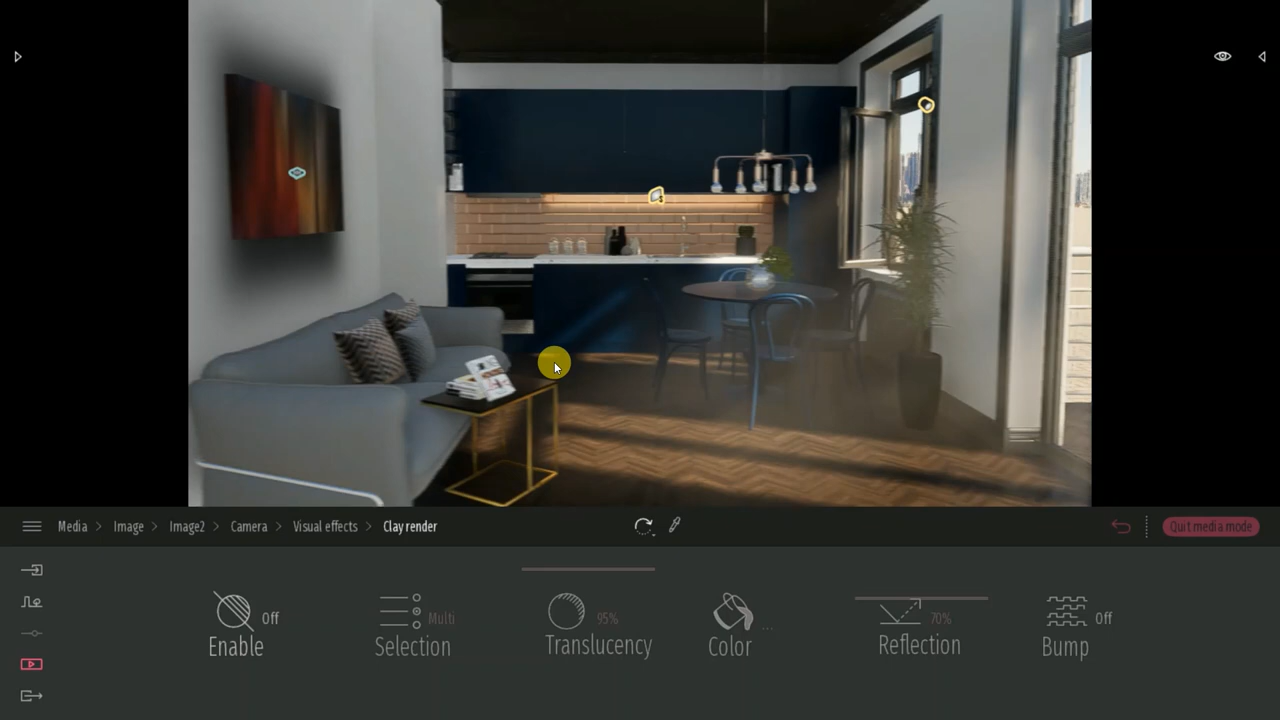 Media > Image > Image2 > Camera > Visual effects > Clay render
Quit media mode
Off
Multi
95%
...
70%
Off
Enable
Selection
Translucency
Color
Reflection
Bump